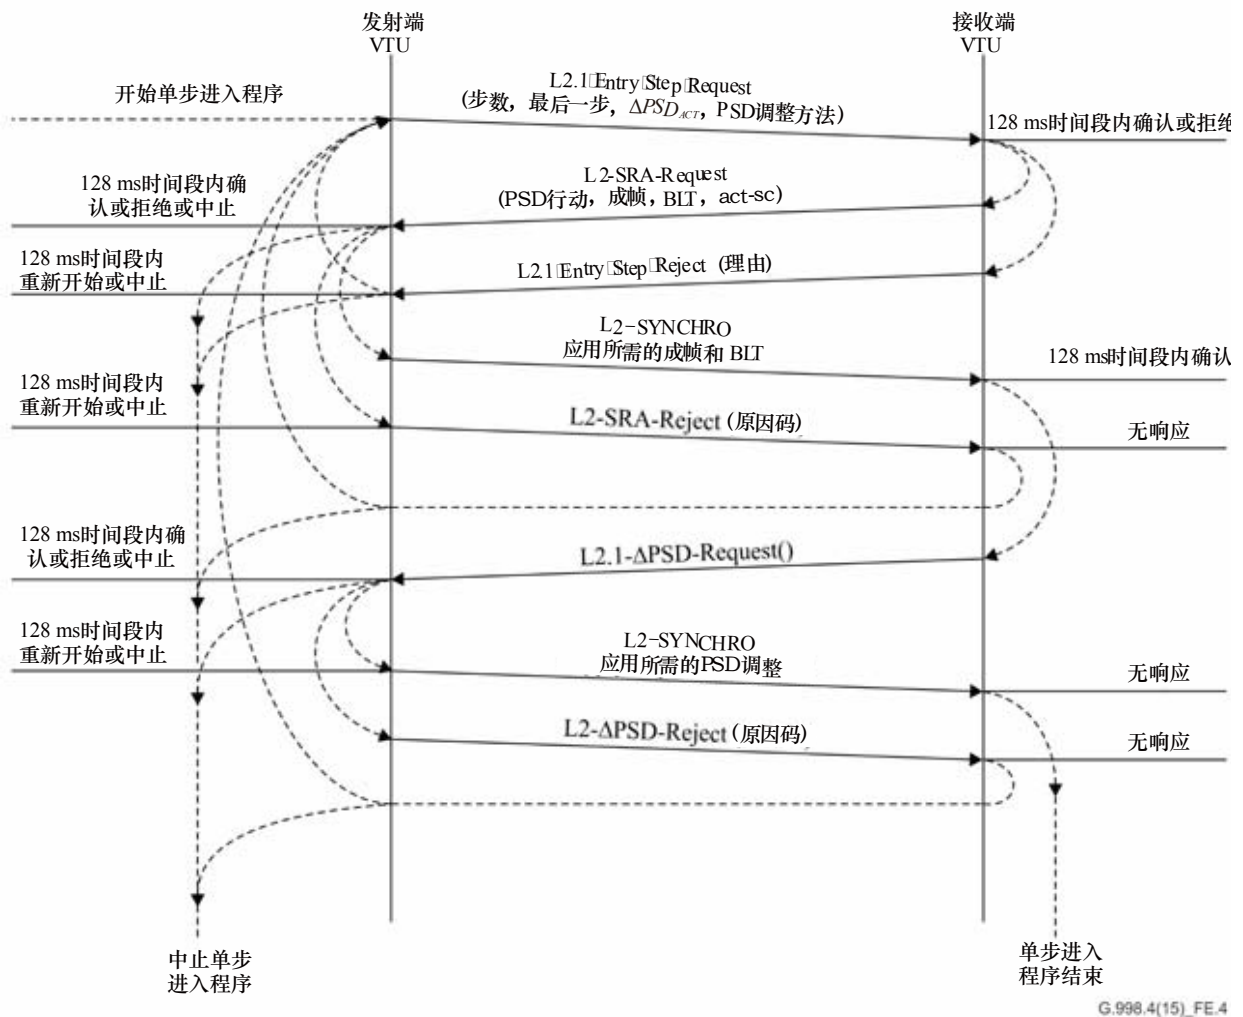 发射端
VTU
接收端
VTU
开始单步进入程序
L2.1 Entry Step Request
(步数，最后一步，ΔPSD_ACT，PSD调整方法)
128 ms时间段内确认或拒绝
L2-SRA-Request
(PSD行动，成帧，BLT，act-sc)
128 ms时间段内确
认或拒绝或中止
128 ms时间段内
重新开始或中止
L2.1 Entry Step Reject (理由)
L2-SYNCHRO
应用所需的成帧和 BLT
128 ms时间段内确认
128 ms时间段内
重新开始或中止
L2-SRA-Reject (原因码)
无响应
128 ms时间段内确
认或拒绝或中止
L2.1-ΔPSD-Request()
128 ms时间段内
重新开始或中止
L2-SYNCHRO
应用所需的PSD调整
无响应
L2-ΔPSD-Reject (原因码)
无响应
中止单步
进入程序
单步进入
程序结束
G.998.4(15)_FE.4